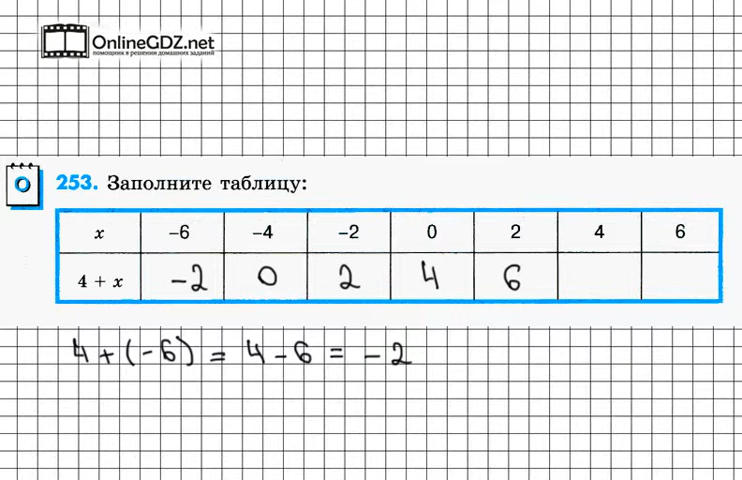 OnlineGDZ.net
помощник в решении домашних заданий
253. Заполните таблицу:
x −6 −4 −2 0 2 4 6
4 + x −2 0 2 4 6
4 + (−6) = 4 − 6 = −2